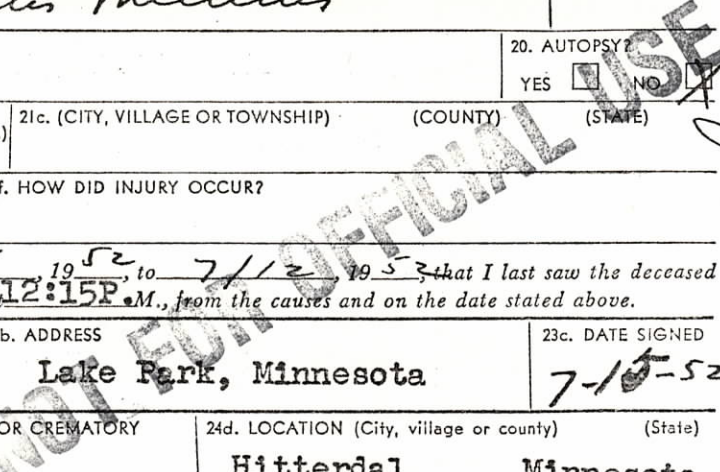 20. AUTOPSY?
YES NO
21c. (CITY, VILLAGE OR TOWNSHIP) (COUNTY) (STATE)
f. HOW DID INJURY OCCUR?
, 19 52, to 7/12, 19 52, that I last saw the deceased
12:15P.M., from the causes and on the date stated above.
b. ADDRESS 23c. DATE SIGNED
Lake Park, Minnesota 7-15-52
OR CREMATORY 24d. LOCATION (City, village or county) (State)
Hitterdal Minnesota
NOT FOR OFFICIAL USE